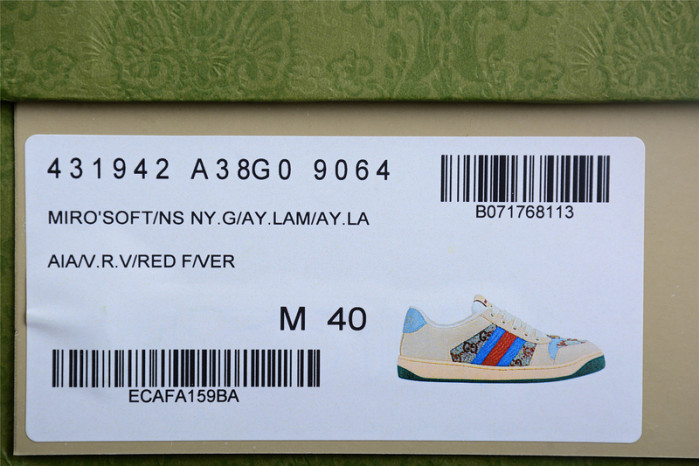 431942 A38G0 9064
B071768113
MIRO'SOFT/NS NY.G/AY.LAM/AY.LA
AIA/V.R.V/RED F/VER
M 40
ECAFA159BA